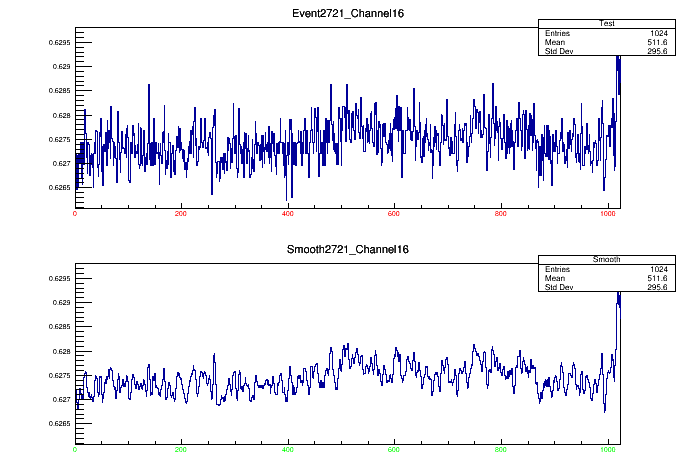 Event2721_Channel16
Test
Entries 1024
Mean 511.6
Std Dev 295.6
0.6295
0.629
0.6285
0.628
0.6275
0.627
0.6265
0 200 400 600 800 1000
Smooth2721_Channel16
Smooth
Entries 1024
Mean 511.6
Std Dev 295.6
0.6295
0.629
0.6285
0.628
0.6275
0.627
0.6265
0 200 400 600 800 1000